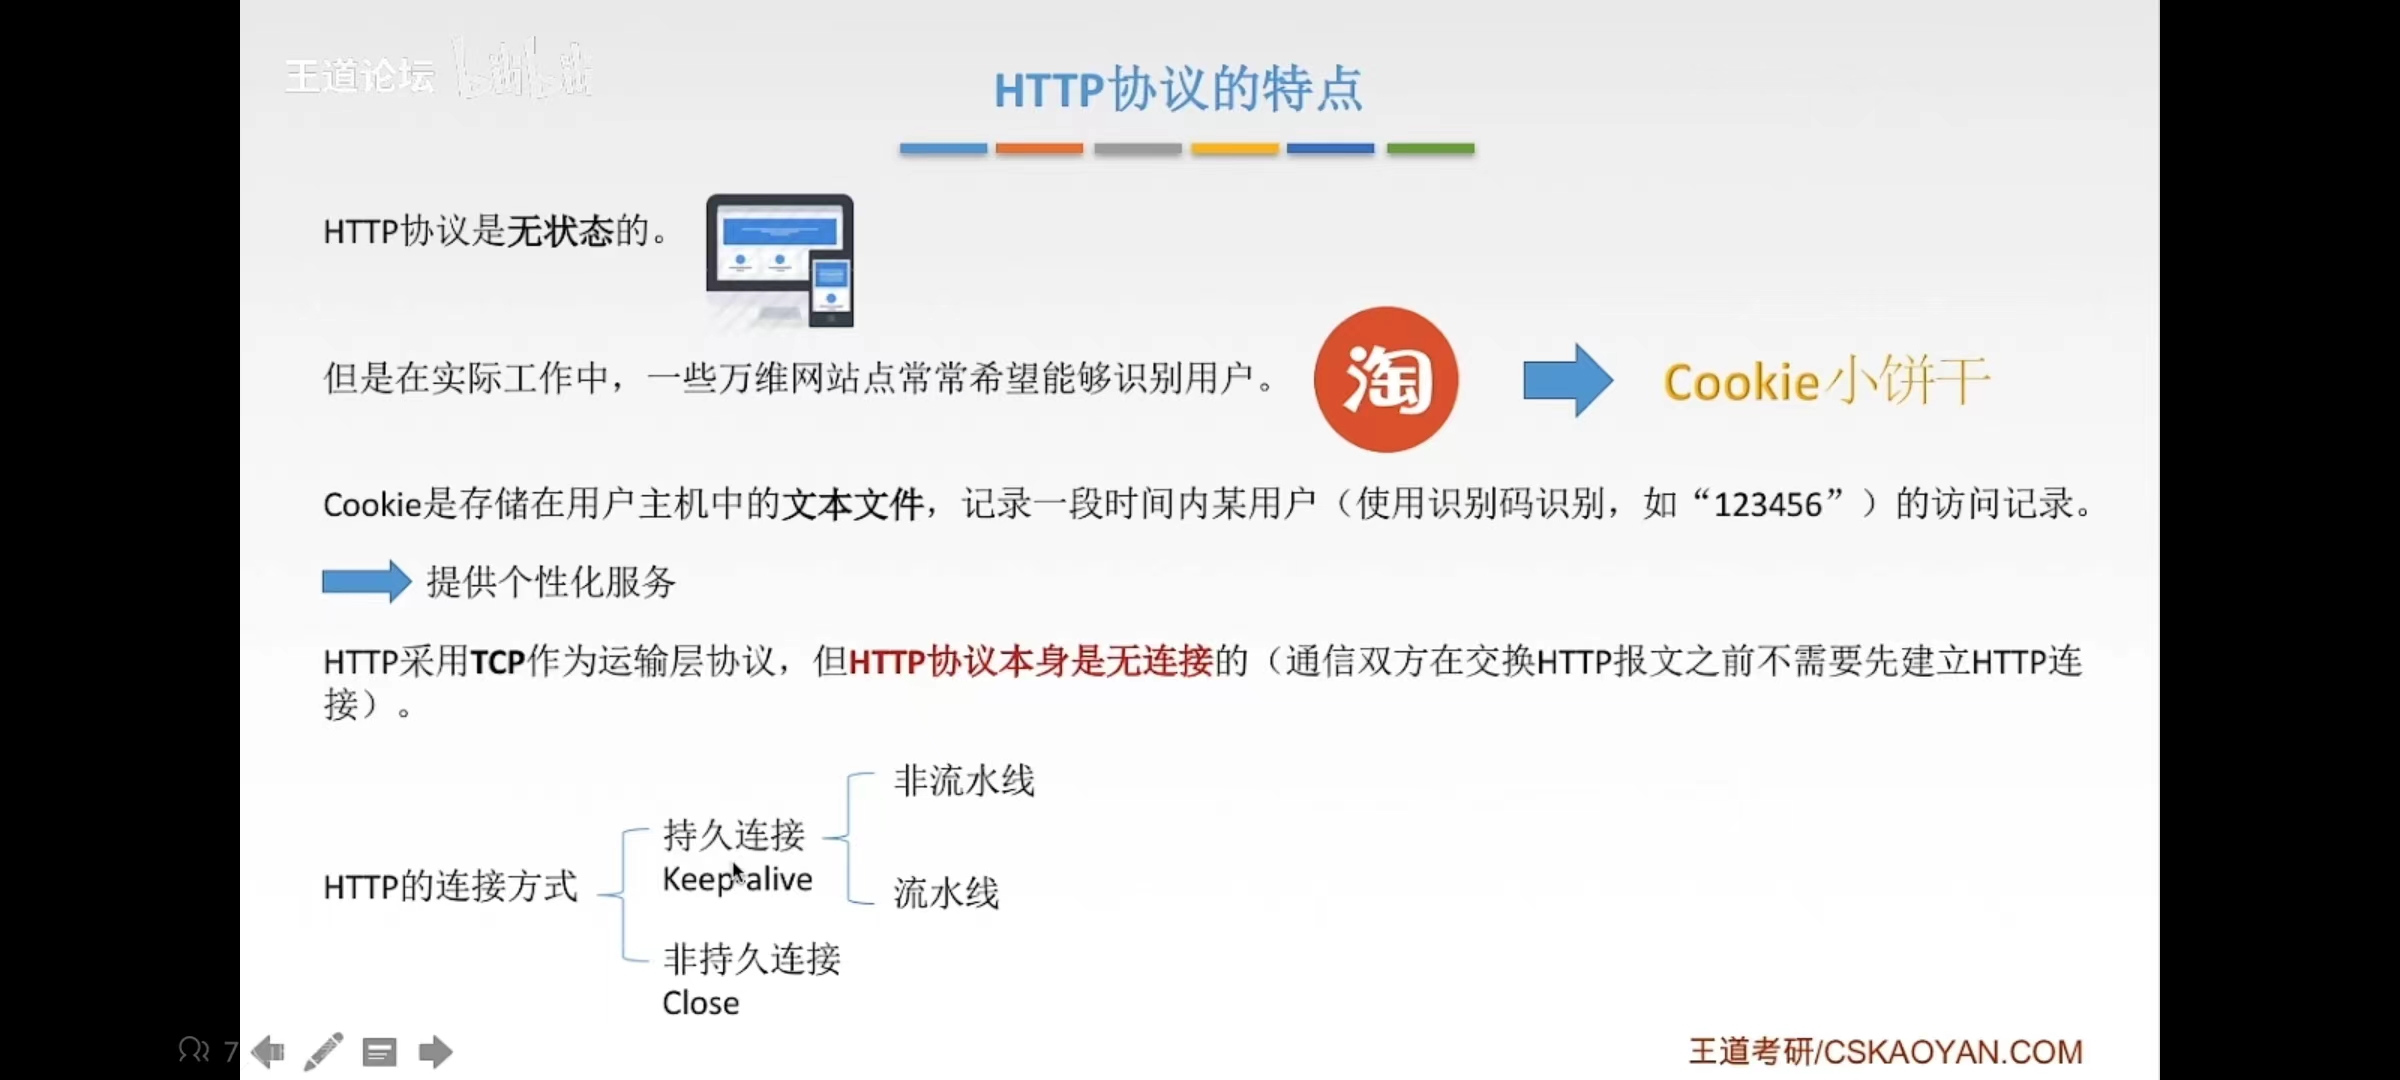 王道论坛 bilibili
HTTP协议的特点
HTTP协议是无状态的。
但是在实际工作中，一些万维网站点常常希望能够识别用户。
淘
Cookie小饼干
Cookie是存储在用户主机中的文本文件，记录一段时间内某用户（使用识别码识别，如“123456”）的访问记录。
提供个性化服务
HTTP采用TCP作为运输层协议，但HTTP协议本身是无连接的（通信双方在交换HTTP报文之前不需要先建立HTTP连
接）。
非流水线
持久连接
Keep-alive
HTTP的连接方式
流水线
非持久连接
Close
7
王道考研/CSKAOYAN.COM